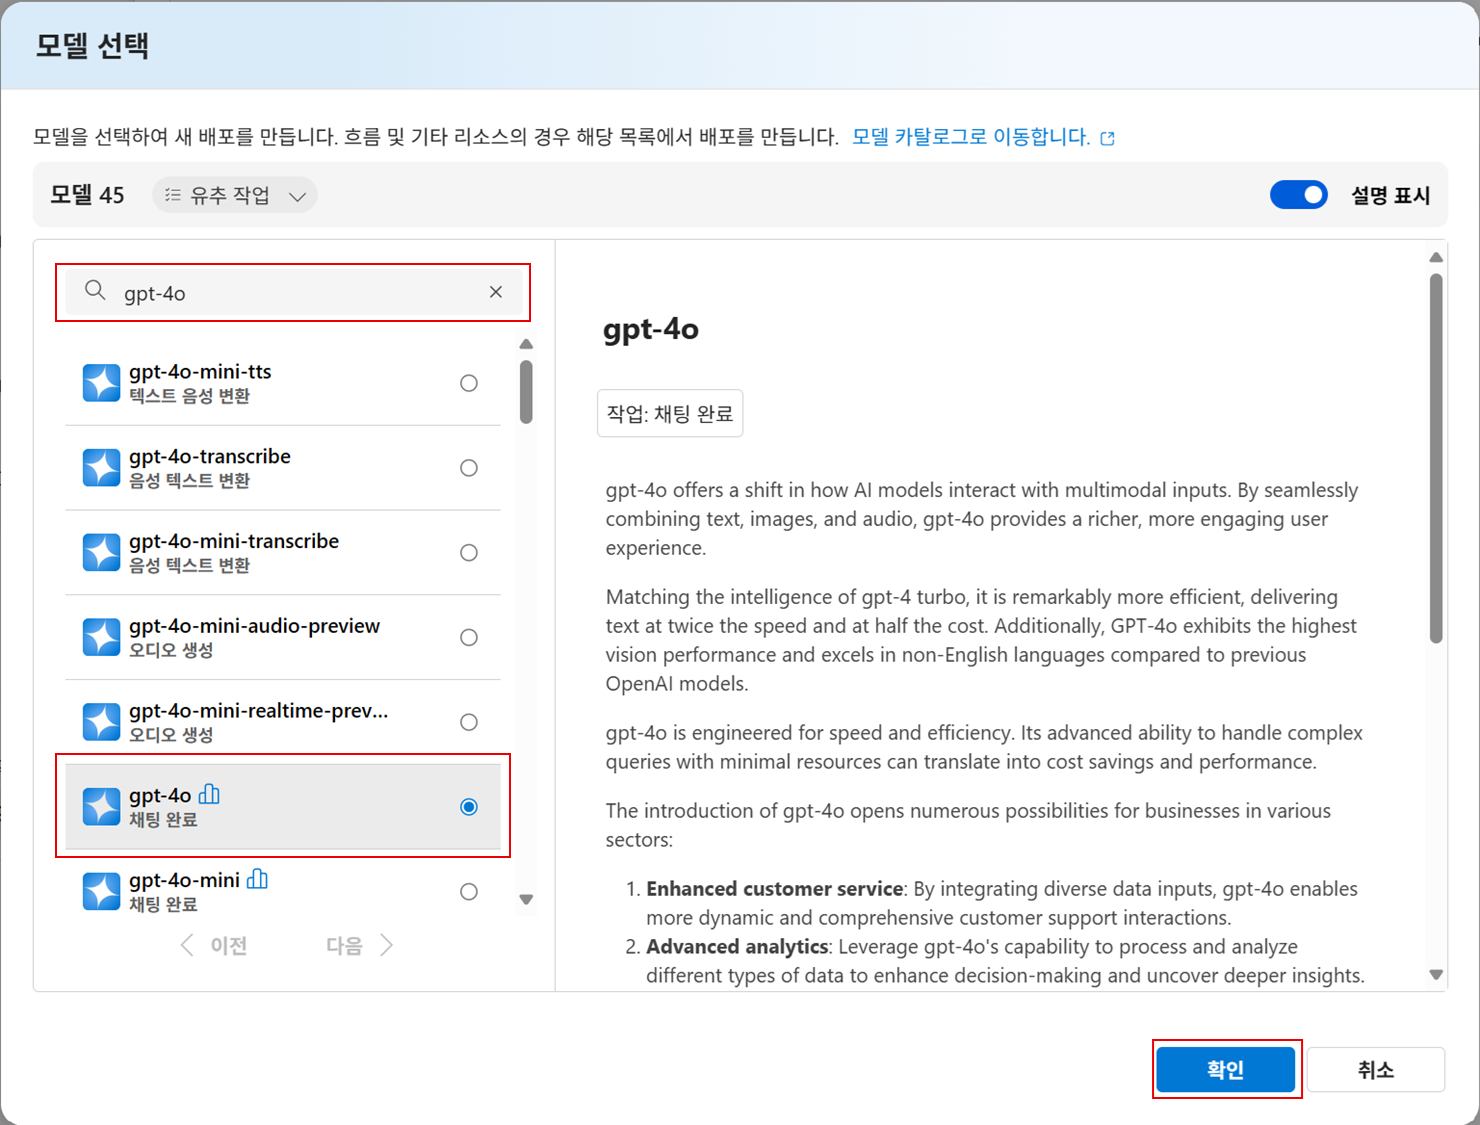 모델 선택
모델을 선택하여 새 배포를 만듭니다. 흐름 및 기타 리소스의 경우 해당 목록에서 배포를 만듭니다. 모델 카탈로그로 이동합니다.
모델 45
유추 작업
설명 표시
gpt-4o
gpt-4o-mini-tts
텍스트 음성 변환
gpt-4o-transcribe
음성 텍스트 변환
gpt-4o-mini-transcribe
음성 텍스트 변환
gpt-4o-mini-audio-preview
오디오 생성
gpt-4o-mini-realtime-prev...
오디오 생성
gpt-4o
채팅 완료
gpt-4o-mini
채팅 완료
이전
다음
gpt-4o
작업: 채팅 완료
gpt-4o offers a shift in how AI models interact with multimodal inputs. By seamlessly
combining text, images, and audio, gpt-4o provides a richer, more engaging user
experience.
Matching the intelligence of gpt-4 turbo, it is remarkably more efficient, delivering
text at twice the speed and at half the cost. Additionally, GPT-4o exhibits the highest
vision performance and excels in non-English languages compared to previous
OpenAI models.
gpt-4o is engineered for speed and efficiency. Its advanced ability to handle complex
queries with minimal resources can translate into cost savings and performance.
The introduction of gpt-4o opens numerous possibilities for businesses in various
sectors:
1. Enhanced customer service: By integrating diverse data inputs, gpt-4o enables
more dynamic and comprehensive customer support interactions.
2. Advanced analytics: Leverage gpt-4o's capability to process and analyze
different types of data to enhance decision-making and uncover deeper insights.
확인
취소